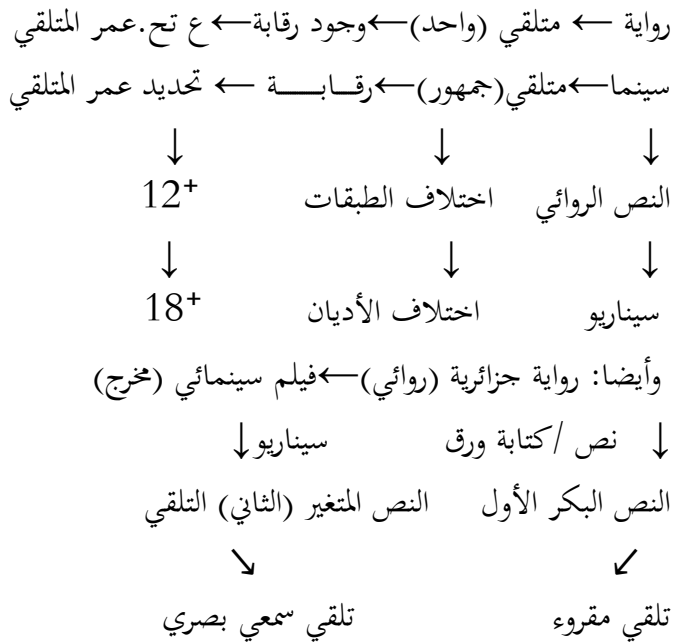 رواية ← متلقي (واحد)←وجود رقابة←ع تح.عمر المتلقي
سينما←متلقي(جمهور)←رقــابــــة ← تحديد عمر المتلقي
↓ ↓ ↓
النص الروائي اختلاف الطبقات 12+
↓ ↓ ↓
سيناريو اختلاف الأديان 18+
وأيضا: رواية جزائرية (روائي)←فيلم سينمائي (مخرج)
↓ نص /كتابة ورق سيناريو↓
النص البكر الأول النص المتغير (الثاني) التلقي
↙ ↘
تلقي مقروء تلقي سمعي بصري